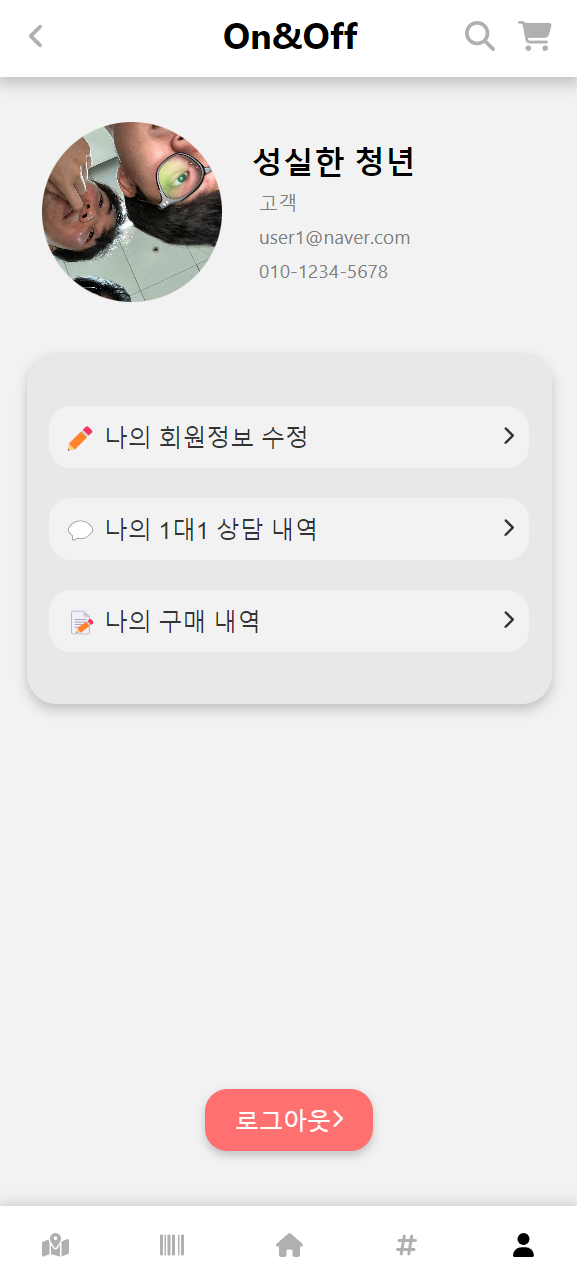 On&Off
성실한 청년
고객
user1@naver.com
010-1234-5678
나의 회원정보 수정
나의 1대1 상담 내역
나의 구매 내역
로그아웃